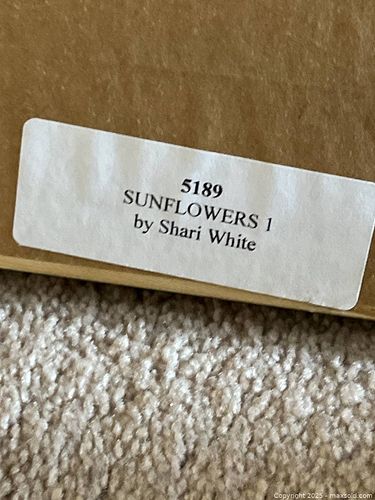 5189
SUNFLOWERS 1
by Shari White
Copyright 2025 - maxsold.com